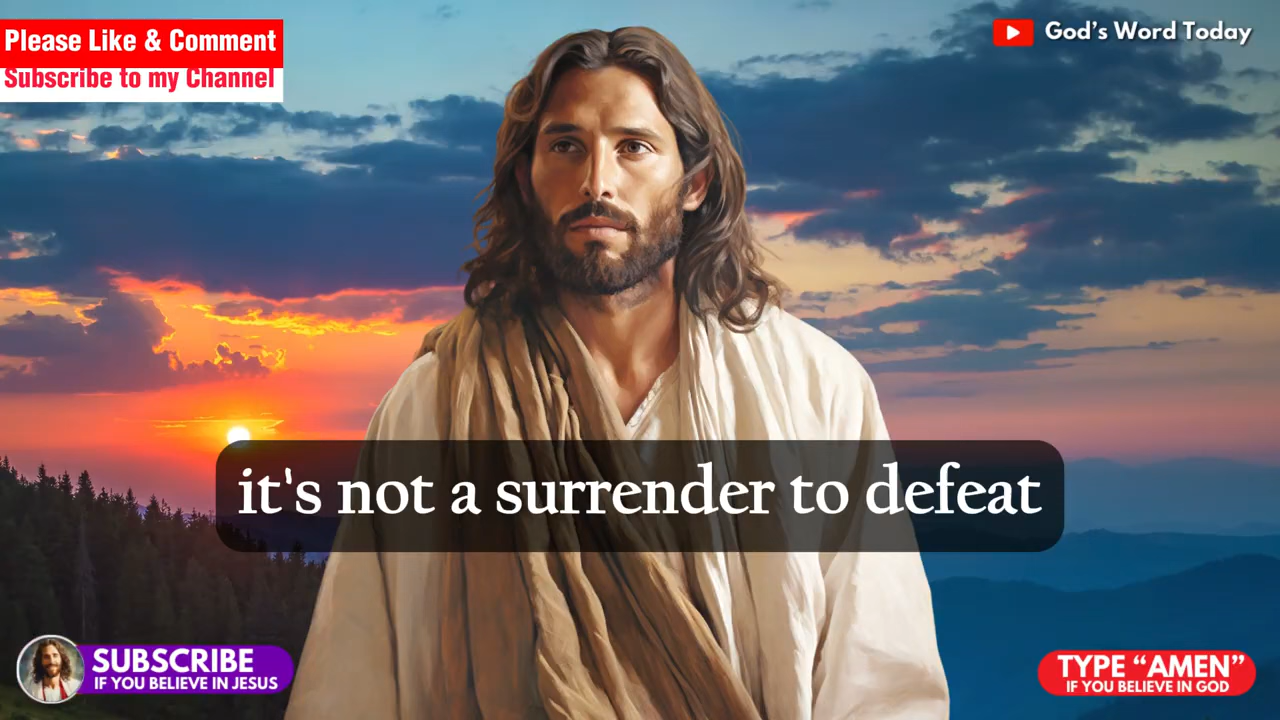 Please Like & Comment
Subscribe to my Channel
God's Word Today
it's not a surrender to defeat
SUBSCRIBE
IF YOU BELIEVE IN JESUS
TYPE “AMEN”
IF YOU BELIEVE IN GOD